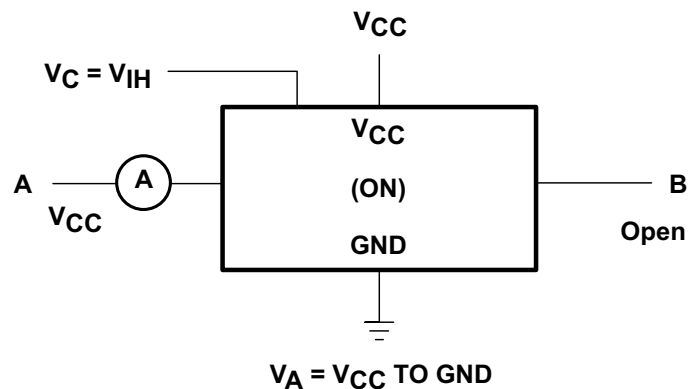 VCC
VC = VIH
VCC
A
A
(ON)
B
VCC
GND
Open
VA = VCC TO GND